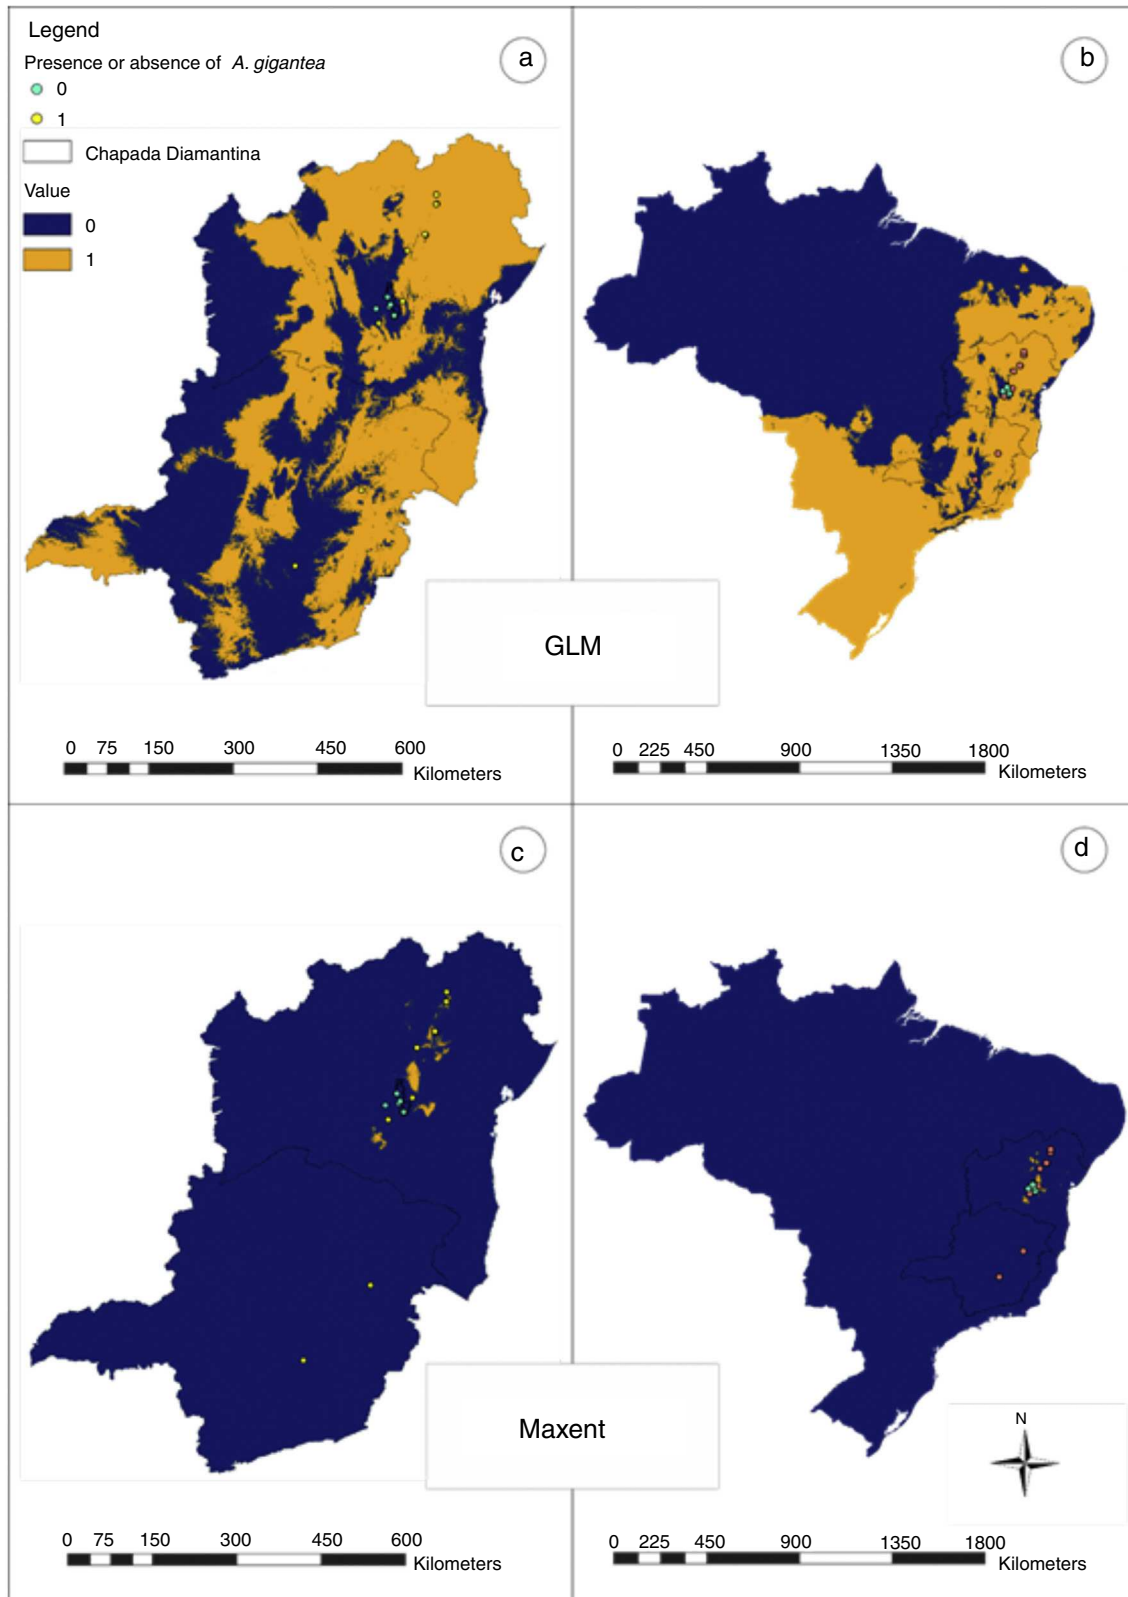 Legend
Presence or absence of A. gigantea
0
1
Chapada Diamantina
Value
0
1
a
b
GLM
0 75 150 300 450 600
Kilometers
0 225 450 900 1350 1800
Kilometers
c
d
Maxent
N
0 75 150 300 450 600
Kilometers
0 225 450 900 1350 1800
Kilometers